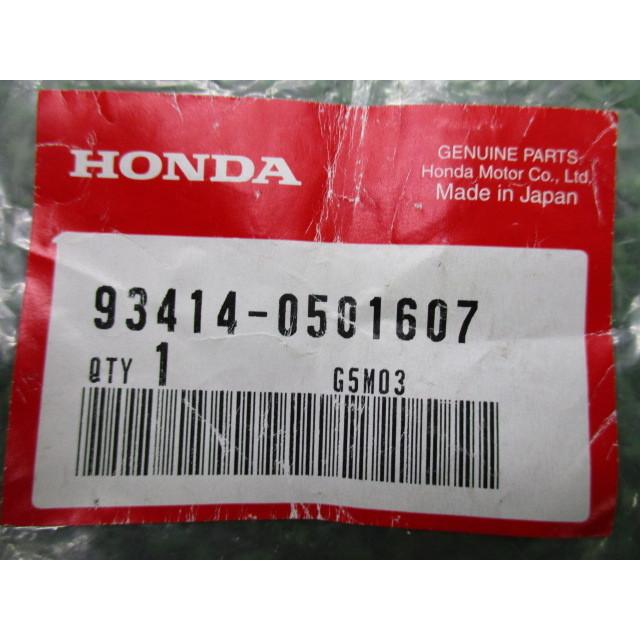 HONDA
GENUINE PARTS
Honda Motor Co., Ltd.
Made in Japan
93414-0501607
QTY 1
G5M03